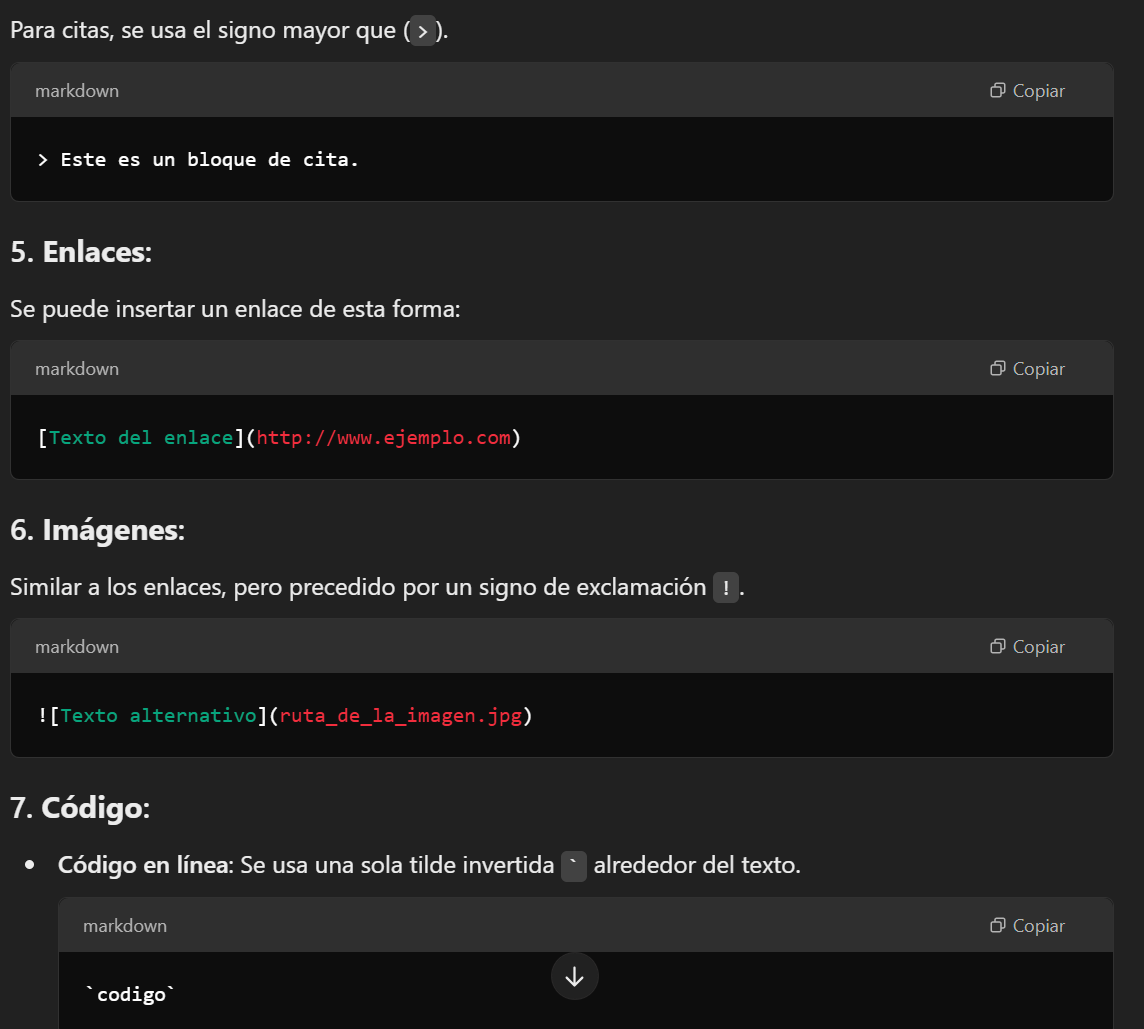 Para citas, se usa el signo mayor que (>).
markdown Copiar
> Este es un bloque de cita.
5. Enlaces:
Se puede insertar un enlace de esta forma:
markdown Copiar
[Texto del enlace](http://www.ejemplo.com)
6. Imágenes:
Similar a los enlaces, pero precedido por un signo de exclamación !.
markdown Copiar
![Texto alternativo](ruta_de_la_imagen.jpg)
7. Código:
• Código en línea: Se usa una sola tilde invertida ` alrededor del texto.
markdown Copiar
`codigo`